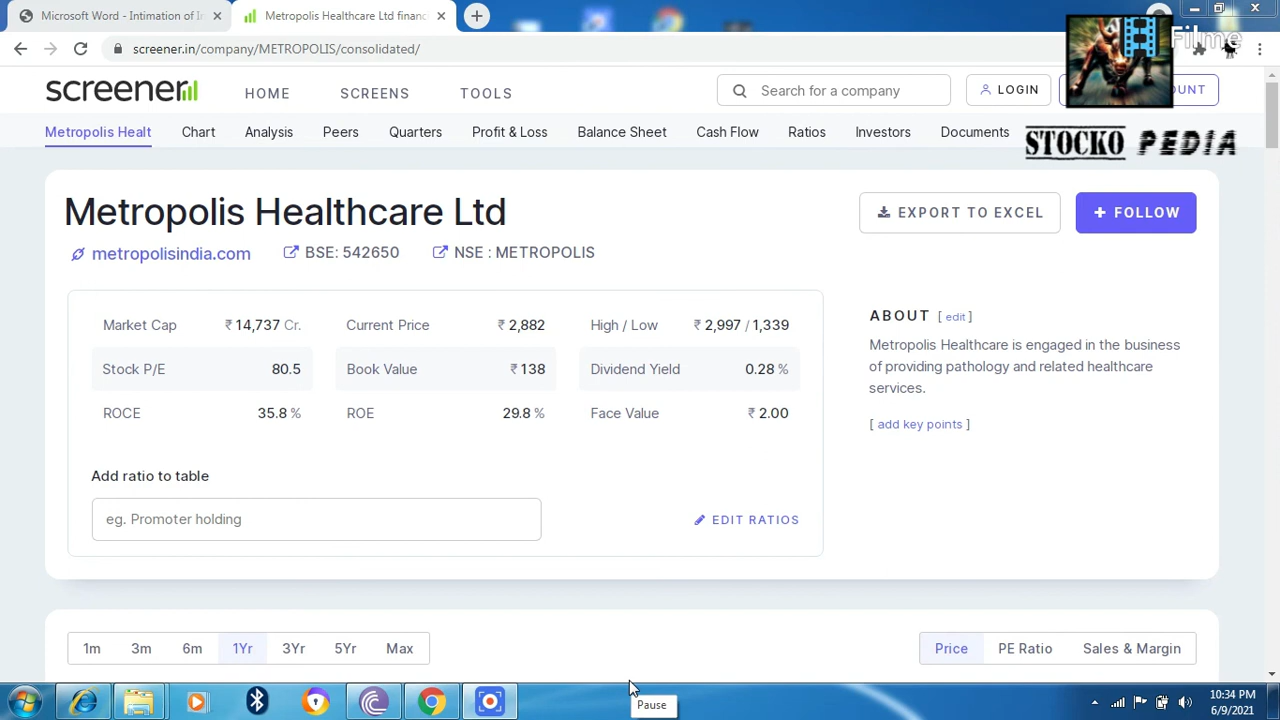 Microsoft Word - Intimation of In
Metropolis Healthcare Ltd financ
screener.in/company/METROPOLIS/consolidated/
Filme
screener
HOME
SCREENS
TOOLS
Search for a company
LOGIN
UNT
Metropolis Healt
Chart
Analysis
Peers
Quarters
Profit & Loss
Balance Sheet
Cash Flow
Ratios
Investors
Documents
STOCKO PEDIA
Metropolis Healthcare Ltd
EXPORT TO EXCEL
+ FOLLOW
metropolisindia.com
BSE: 542650
NSE : METROPOLIS
Market Cap ₹ 14,737 Cr.
Current Price ₹ 2,882
High / Low ₹ 2,997 / 1,339
Stock P/E 80.5
Book Value ₹ 138
Dividend Yield 0.28 %
ROCE 35.8 %
ROE 29.8 %
Face Value ₹ 2.00
ABOUT [ edit ]
Metropolis Healthcare is engaged in the business
of providing pathology and related healthcare
services.
[ add key points ]
Add ratio to table
eg. Promoter holding
EDIT RATIOS
1m 3m 6m 1Yr 3Yr 5Yr Max
Price PE Ratio Sales & Margin
Pause
10:34 PM
6/9/2021